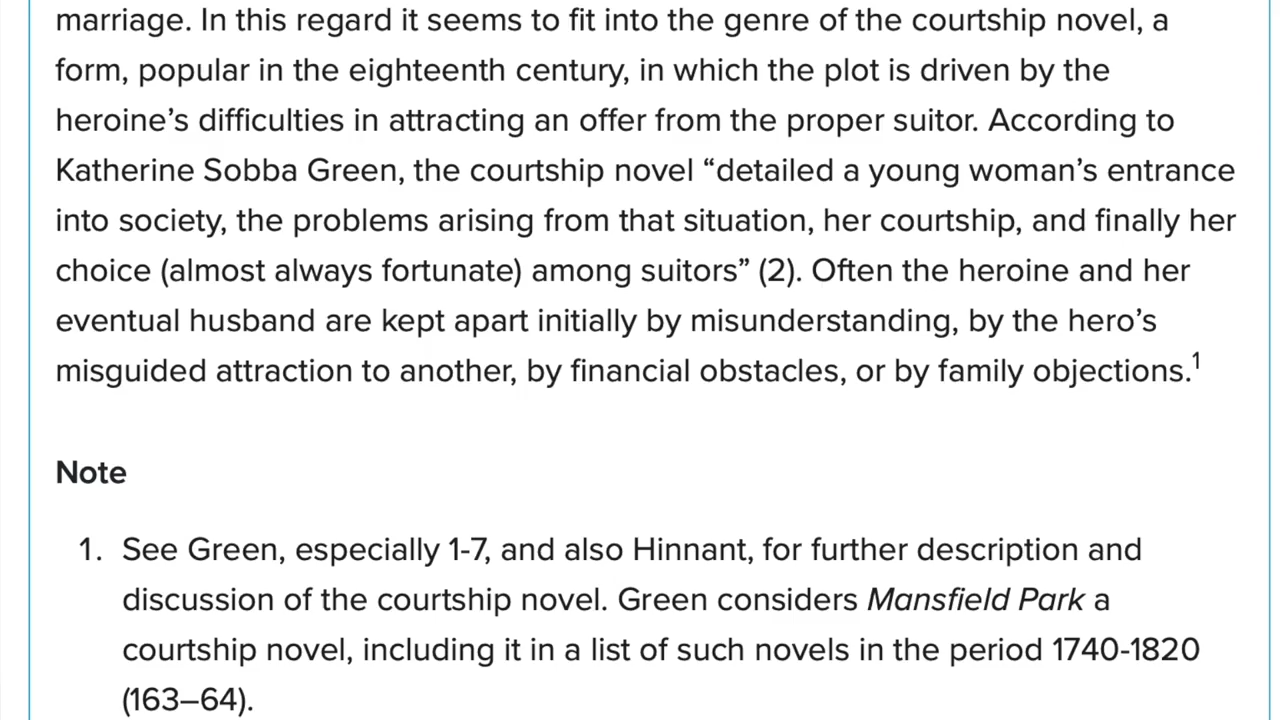 marriage. In this regard it seems to fit into the genre of the courtship novel, a
form, popular in the eighteenth century, in which the plot is driven by the
heroine’s difficulties in attracting an offer from the proper suitor. According to
Katherine Sobba Green, the courtship novel “detailed a young woman’s entrance
into society, the problems arising from that situation, her courtship, and finally her
choice (almost always fortunate) among suitors” (2). Often the heroine and her
eventual husband are kept apart initially by misunderstanding, by the hero’s
misguided attraction to another, by financial obstacles, or by family objections.¹
Note
1. See Green, especially 1-7, and also Hinnant, for further description and
discussion of the courtship novel. Green considers Mansfield Park a
courtship novel, including it in a list of such novels in the period 1740-1820
(163–64).